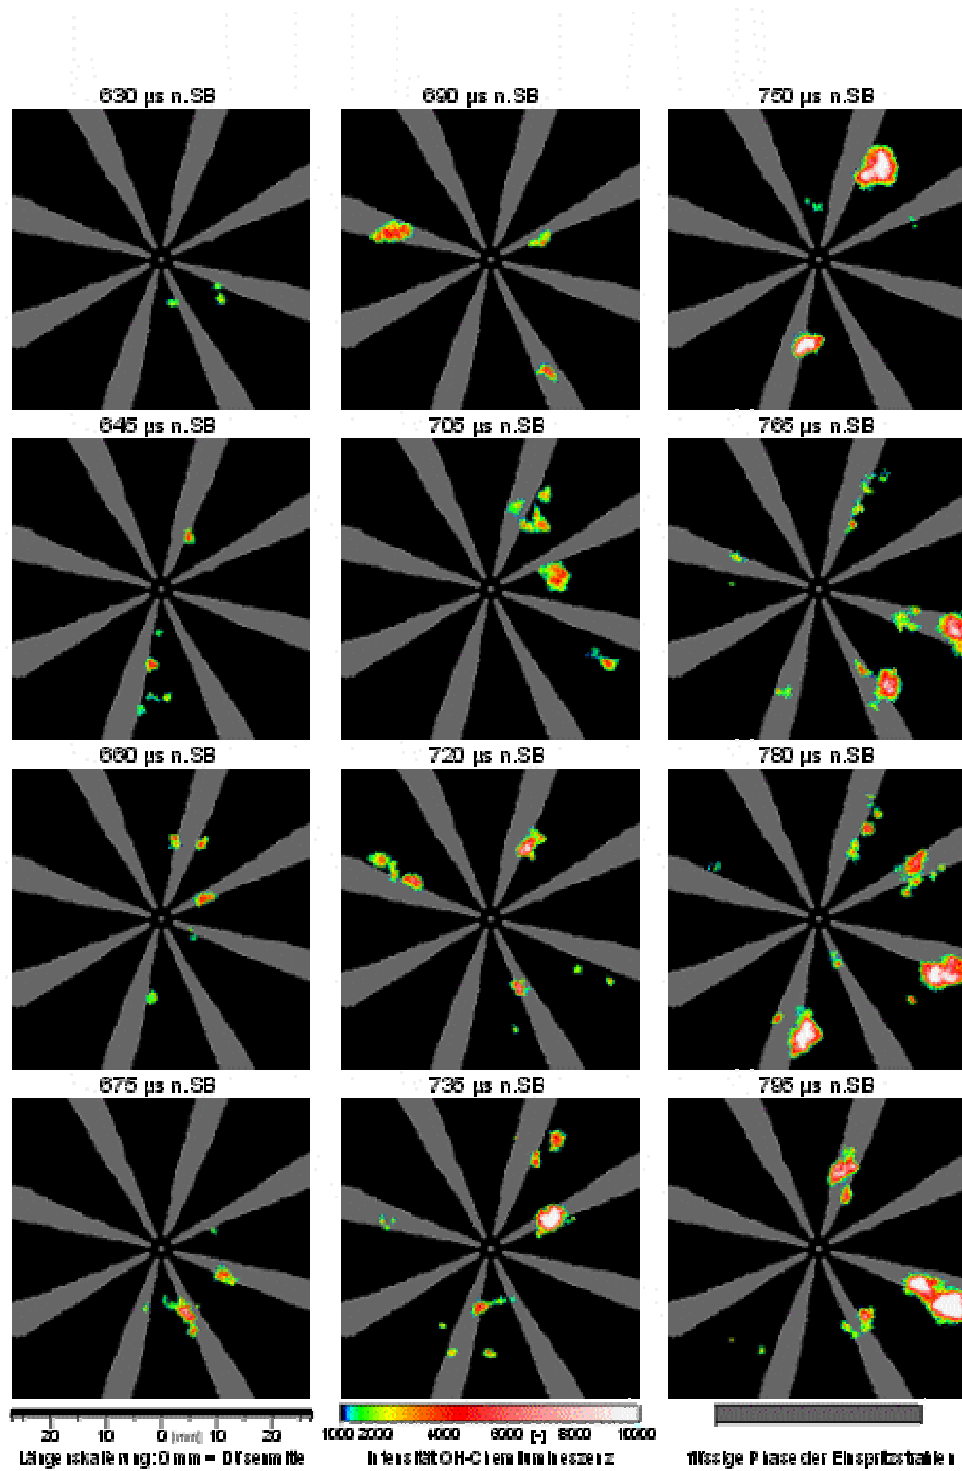 630 µs n.SB 690 µs n.SB 750 µs n.SB
645 µs n.SB 705 µs n.SB 765 µs n.SB
660 µs n.SB 720 µs n.SB 780 µs n.SB
675 µs n.SB 735 µs n.SB 795 µs n.SB
20 10 0 [mm] 10 20 1000 2000 4000 6000 [-] 8000 10000
Längenskalierung: 0 mm = Düsenmitte Intensität OH-Chemilumineszenz flüssige Phase der Einspritzstrahlen